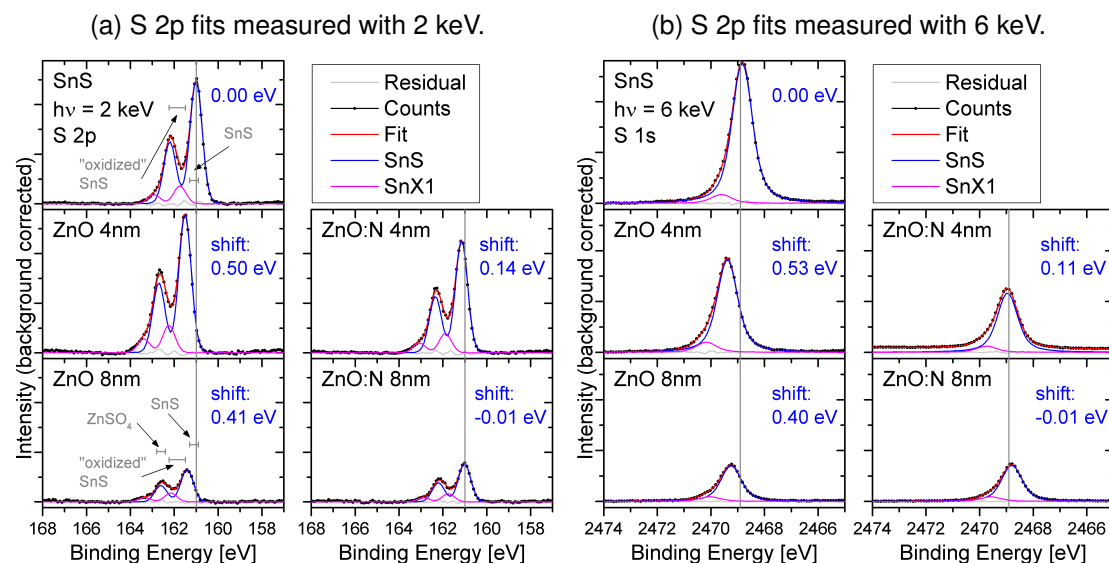 (a) S 2p fits measured with 2 keV.
SnS
hν = 2 keV
S 2p
0.00 eV
SnS
"oxidized"
SnS
Residual
Counts
Fit
SnS
SnX1
ZnO 4nm
shift:
0.50 eV
ZnO:N 4nm
shift:
0.14 eV
ZnO 8nm
shift:
0.41 eV
SnS
ZnSO4
"oxidized"
SnS
ZnO:N 8nm
shift:
-0.01 eV
Intensity (background corrected)
168 166 164 162 160 158
Binding Energy [eV]
168 166 164 162 160 158
Binding Energy [eV]
(b) S 2p fits measured with 6 keV.
SnS
hν = 6 keV
S 1s
0.00 eV
Residual
Counts
Fit
SnS
SnX1
ZnO 4nm
shift:
0.53 eV
ZnO:N 4nm
shift:
0.11 eV
ZnO 8nm
shift:
0.40 eV
ZnO:N 8nm
shift:
-0.01 eV
Intensity (background corrected)
2474 2472 2470 2468 2466
Binding Energy [eV]
2474 2472 2470 2468 2466
Binding Energy [eV]